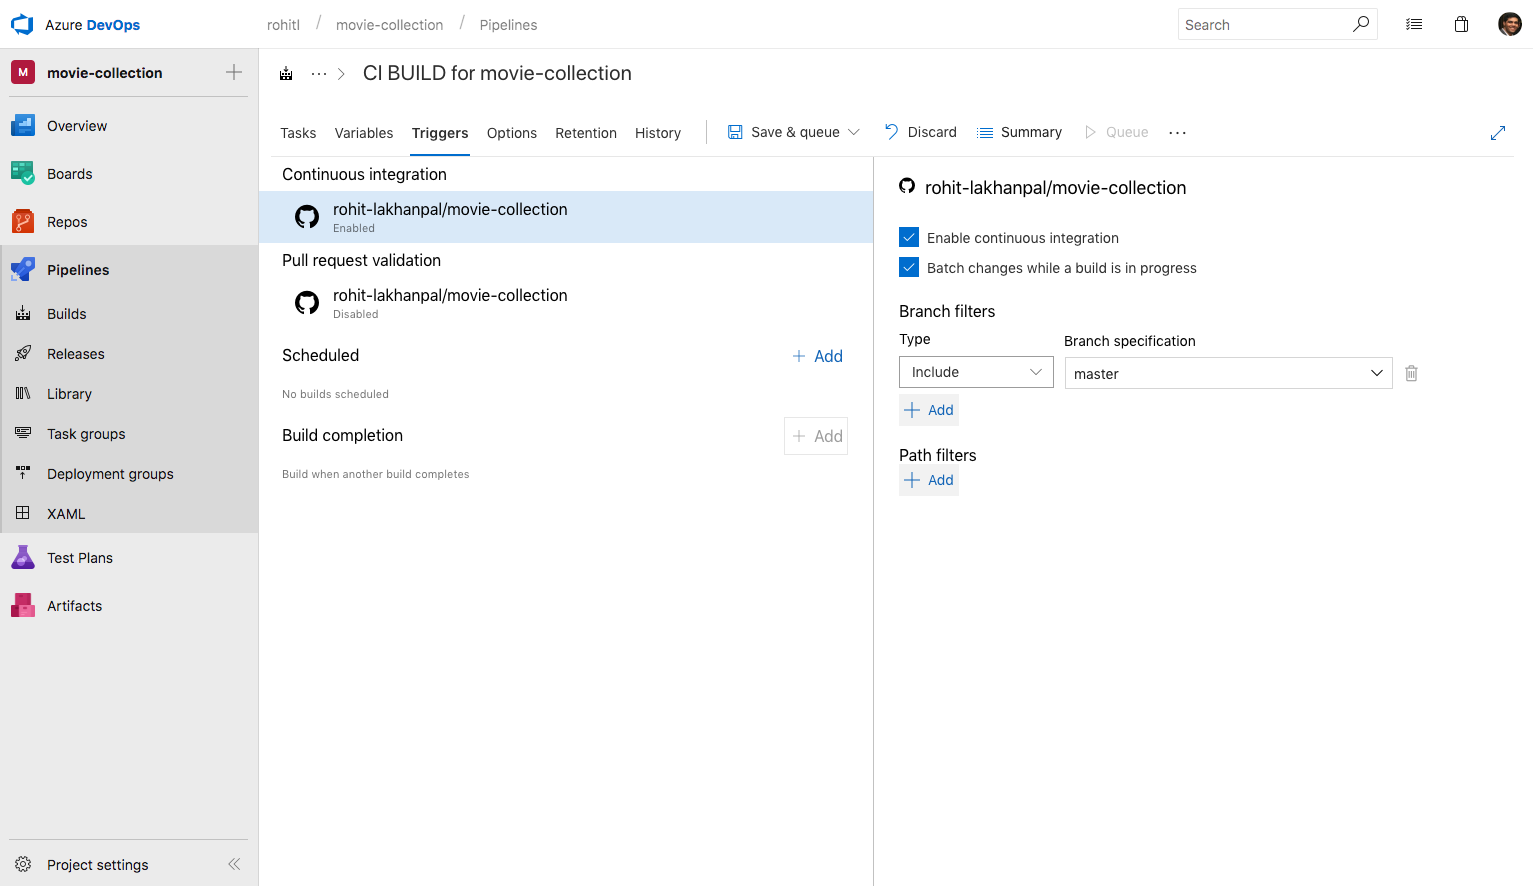 Azure DevOps
rohitl / movie-collection / Pipelines
Search
M movie-collection
Overview
Boards
Repos
Pipelines
Builds
Releases
Library
Task groups
Deployment groups
XAML
Test Plans
Artifacts
Project settings
CI BUILD for movie-collection
Tasks Variables Triggers Options Retention History Save & queue Discard Summary Queue
Continuous integration
rohit-lakhanpal/movie-collection
Enabled
Pull request validation
rohit-lakhanpal/movie-collection
Disabled
Scheduled + Add
No builds scheduled
Build completion + Add
Build when another build completes
rohit-lakhanpal/movie-collection
Enable continuous integration
Batch changes while a build is in progress
Branch filters
Type Branch specification
Include master
+ Add
Path filters
+ Add